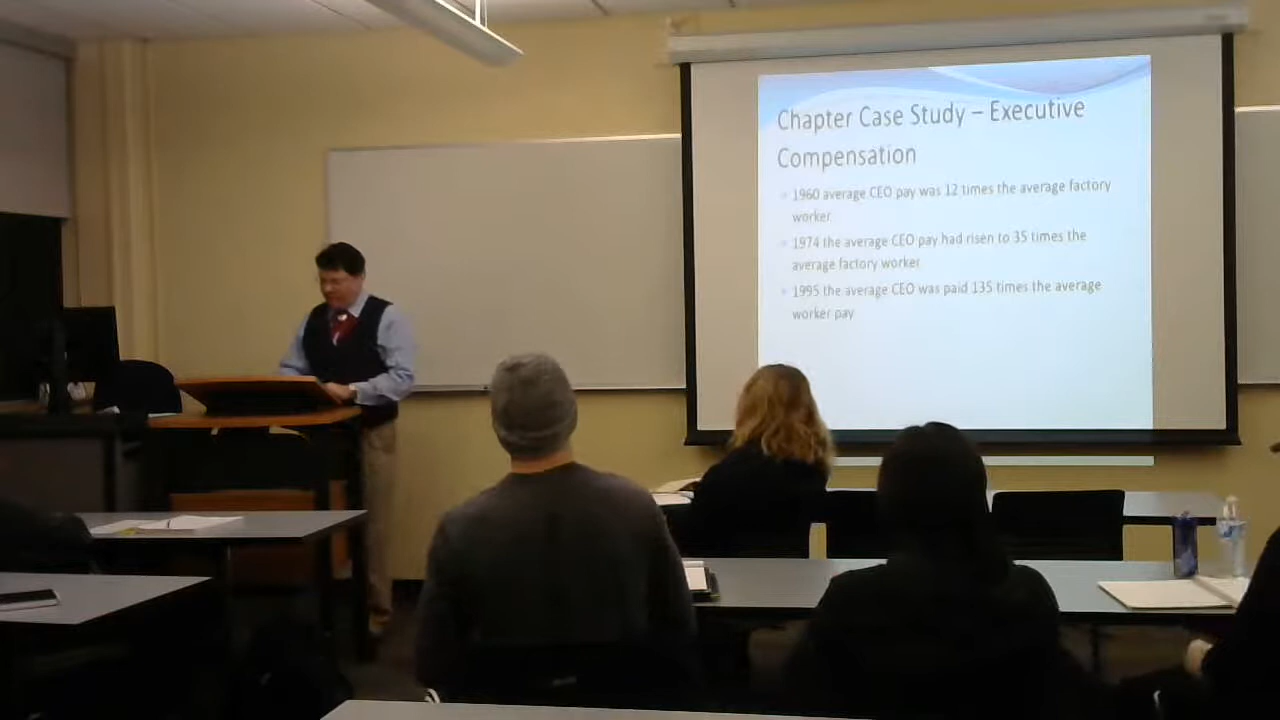 Chapter Case Study – Executive
Compensation
1960 average CEO pay was 12 times the average factory
worker
1974 the average CEO pay had risen to 35 times the
average factory worker
1995 the average CEO was paid 135 times the average
worker pay